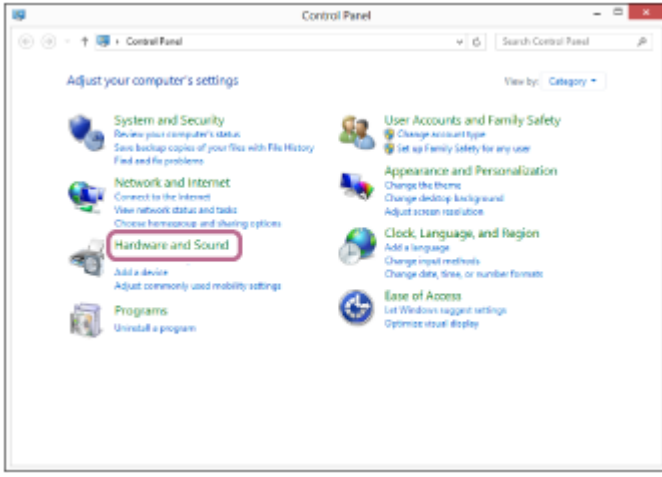 Control Panel
Control Panel
Search Control Panel
Adjust your computer's settings
View by: Category
System and Security
Review your computer's status
Save backup copies of your files with File History
Find and fix problems
Network and Internet
Connect to the Internet
View network status and tasks
Choose homegroup and sharing options
Hardware and Sound
Add a device
Adjust commonly used mobility settings
Programs
Uninstall a program
User Accounts and Family Safety
Change account type
Set up Family Safety for any user
Appearance and Personalization
Change the theme
Change desktop background
Adjust screen resolution
Clock, Language, and Region
Add a language
Change input methods
Change date, time, or number formats
Ease of Access
Let Windows suggest settings
Optimize visual display